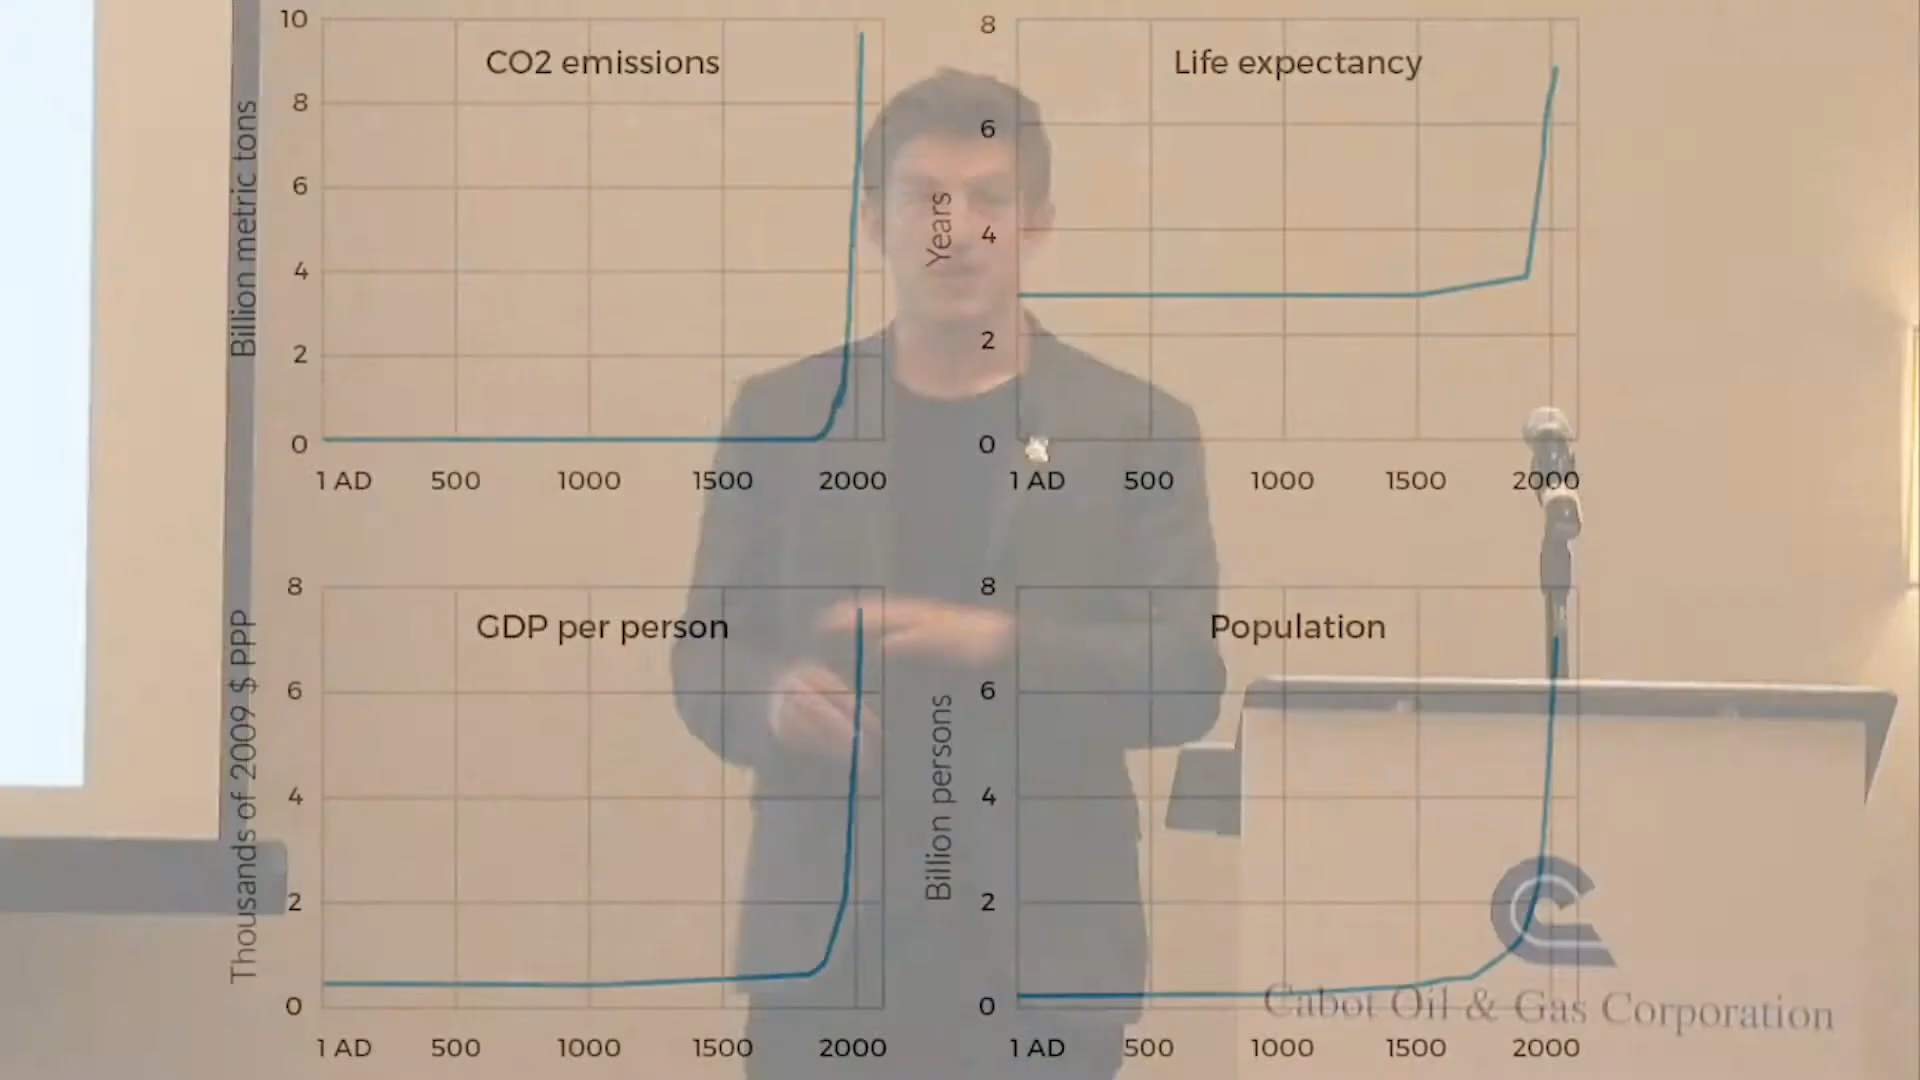 CO2 emissions
Billion metric tons
10
8
6
4
2
0
1 AD 500 1000 1500 2000
Life expectancy
Years
8
6
4
2
0
1 AD 500 1000 1500 2000
GDP per person
Thousands of 2009 $ PPP
8
6
4
2
0
1 AD 500 1000 1500 2000
Population
Billion persons
8
6
4
2
0
1 AD 500 1000 1500 2000
Cabot Oil & Gas Corporation